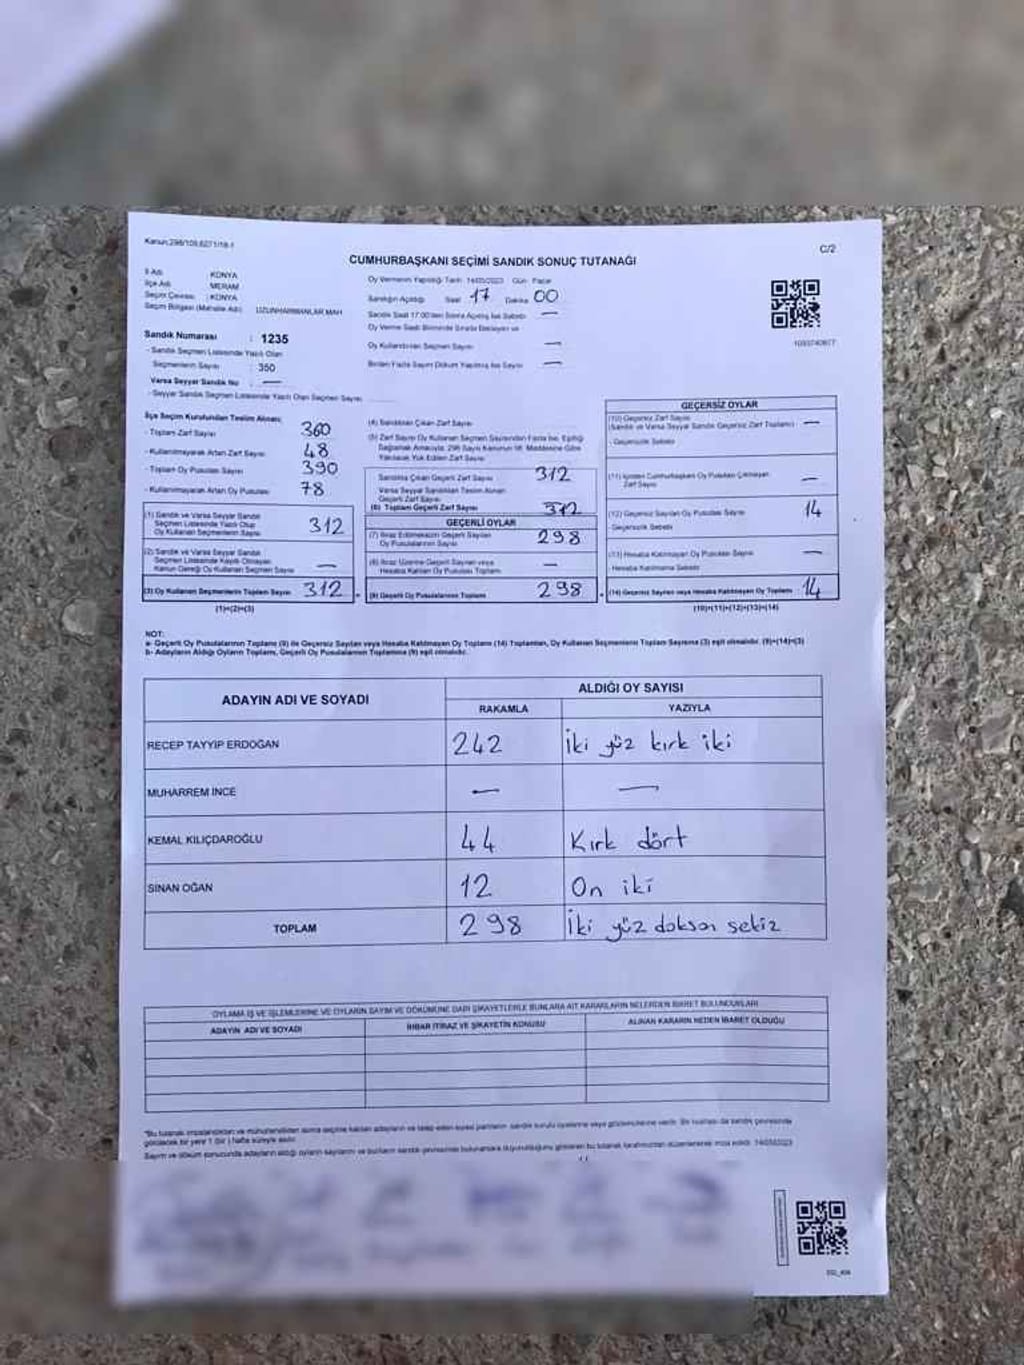 Kanun;298/109,6271/18-1
C/2
CUMHURBAŞKANI SEÇİMİ SANDIK SONUÇ TUTANAĞI
İl Adı : KONYA
İlçe Adı : MERAM
Seçim Çevresi : KONYA
Seçim Bölgesi (Mahalle Adı) : UZUNHARMANLAR MAH
Oy Vermenin Yapıldığı Tarih: 14/05/2023 Gün: Pazar
Sandığın Açıldığı Saat 17 Dakika 00
Sandık Saat 17:00'den Sonra Açılmış İse Sebebi —
Oy Verme Saati Bitiminde Sırada Bekleyen ve
Oy Kullandırılan Seçmen Sayısı —
Birden Fazla Sayım Döküm Yapılmış İse Sayısı —
Sandık Numarası : 1235
- Sandık Seçmen Listesinde Yazılı Olan
Seçmenlerin Sayısı : 350
Varsa Seyyar Sandık No : —
- Seyyar Sandık Seçmen Listesinde Yazılı Olan Seçmen Sayısı
İlçe Seçim Kurulundan Teslim Alınan:
- Toplam Zarf Sayısı 360
- Kullanılmayarak Artan Zarf Sayısı 48
- Toplam Oy Pusulası Sayısı 390
- Kullanılmayarak Artan Oy Pusulası 78
(1) Sandık ve Varsa Seyyar Sandık
Seçmen Listesinde Yazılı Olup
Oy Kullanan Seçmenlerin Sayısı 312
(2) Sandık ve Varsa Seyyar Sandık
Seçmen Listesinde Kayıtlı Olmayan
Kanun Gereği Oy Kullanan Seçmen Sayısı —
(3) Oy Kullanan Seçmenlerin Toplam Sayısı 312
(1)+(2)=(3)
(4) Sandıktan Çıkan Zarf Sayısı
(5) Zarf Sayısı Oy Kullanan Seçmen Sayısından Fazla İse, Eşitliği
Sağlamak Amacıyla; 298 Sayılı Kanunun 98. Maddesine Göre
Yakılarak Yok Edilen Zarf Sayısı
Sandıkta Çıkan Geçerli Zarf Sayısı 312
Varsa Seyyar Sandıktan Teslim Alınan
Geçerli Zarf Sayısı
(6) Toplam Geçerli Zarf Sayısı 312
GEÇERLİ OYLAR
(7) İtiraz Edilmeksizin Geçerli Sayılan
Oy Pusulalarının Sayısı 298
(8) İtiraz Üzerine Geçerli Sayılan veya
Hesaba Katılan Oy Pusulası Toplamı —
(9) Geçerli Oy Pusulalarının Toplamı 298
GEÇERSİZ OYLAR
(10) Geçersiz Zarf Sayısı
(Sandık ve Varsa Seyyar Sandık Geçersiz Zarf Toplamı) —
- Geçersizlik Sebebi
(11) İçinden Cumhurbaşkanı Oy Pusulası Çıkmayan
Zarf Sayısı —
(12) Geçersiz Sayılan Oy Pusulası Sayısı 14
- Geçersizlik Sebebi
(13) Hesaba Katılmayan Oy Pusulası Sayısı —
- Hesaba Katılmama Sebebi
(14) Geçersiz Sayılan veya Hesaba Katılmayan Oy Toplamı 14
(10)+(11)+(12)+(13)=(14)
1093740877
NOT:
a- Geçerli Oy Pusulalarının Toplamı (9) ile Geçersiz Sayılan veya Hesaba Katılmayan Oy Toplamı (14) Toplamları, Oy Kullanan Seçmenlerin Toplam Sayısına (3) eşit olmalıdır. (9)+(14)=(3)
b- Adayların Aldığı Oyların Toplamı, Geçerli Oy Pusulalarının Toplamına (9) eşit olmalıdır.
ADAYIN ADI VE SOYADI ALDIĞI OY SAYISI
RAKAMLA YAZIYLA
RECEP TAYYİP ERDOĞAN 242 İki yüz kırk iki
MUHARREM İNCE — —
KEMAL KILIÇDAROĞLU 44 Kırk dört
SİNAN OĞAN 12 On iki
TOPLAM 298 İki yüz doksan sekiz
OYLAMA İŞ VE İŞLEMLERİNE VE OYLARIN SAYIM VE DÖKÜMÜNE DAİR ŞİKAYETLERLE BUNLARA AİT KARARLARIN NELERDEN İBARET BULUNDUKLARI
ADAYIN ADI VE SOYADI İHBAR İTİRAZ VE ŞİKAYETİN KONUSU ALINAN KARARIN NEDEN İBARET OLDUĞU